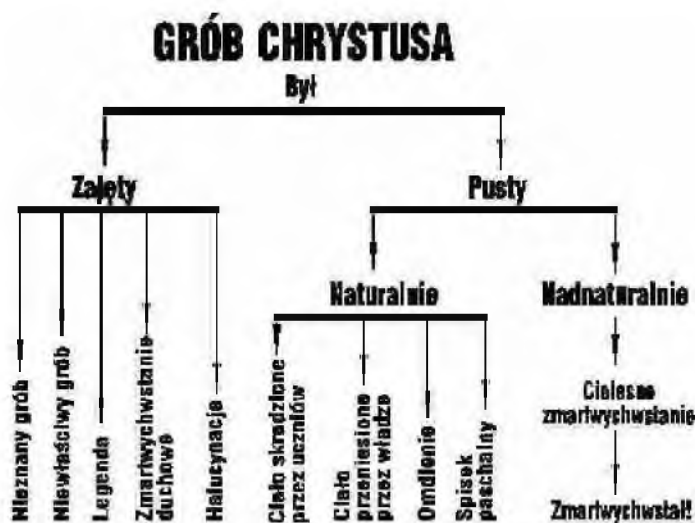 GRÓB CHRYSTUSA
Był
Zajęty
Pusty
Naturalnie
Nadnaturalnie
Nieznany grób
Niewłaściwy grób
Legenda
Zmartwychwstanie
duchowe
Halucynacje
Ciało skradzione
przez uczniów
Ciało
przeniesione
przez władze
Omdlenie
Spisek
paschalny
Cielesne
zmartwychwstanie
Zmartwychwstał!